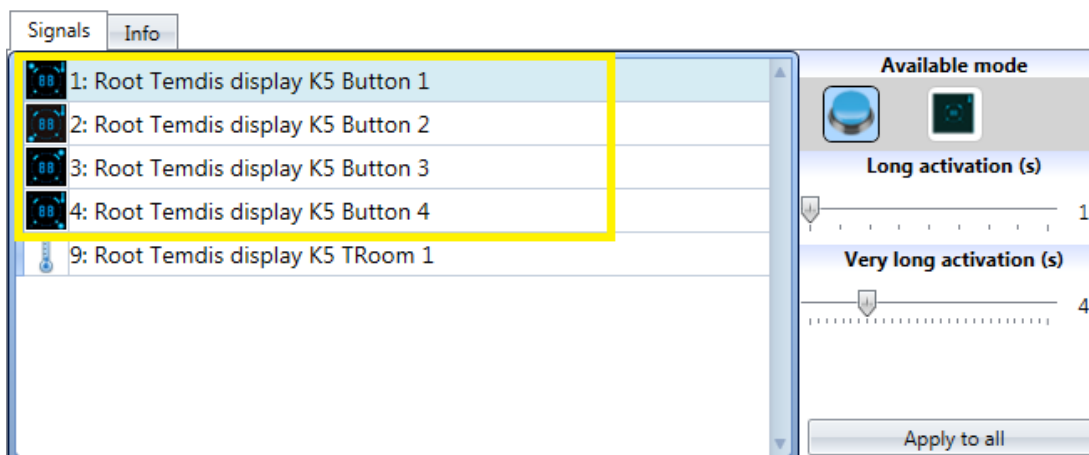 Signals Info
1: Root Temdis display K5 Button 1
2: Root Temdis display K5 Button 2
3: Root Temdis display K5 Button 3
4: Root Temdis display K5 Button 4
9: Root Temdis display K5 TRoom 1
Available mode
Long activation (s)
1
Very long activation (s)
4
Apply to all